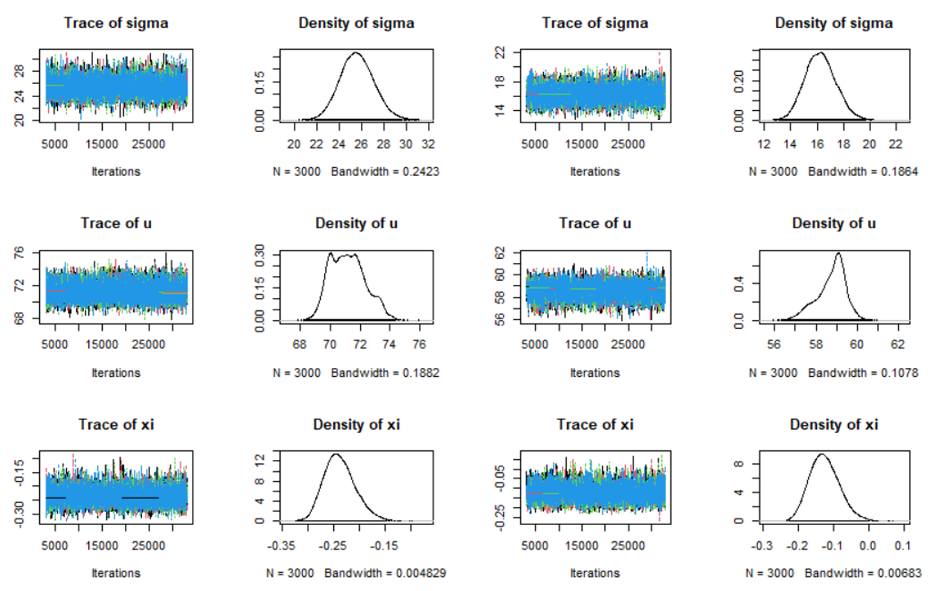 Trace of sigma
Density of sigma
Trace of sigma
Density of sigma
20 24 28
0.00 0.15
14 18 22
0.00 0.20
5000 15000 25000
20 22 24 26 28 30 32
5000 15000 25000
12 14 16 18 20 22
Iterations
N = 3000 Bandwidth = 0.2423
Iterations
N = 3000 Bandwidth = 0.1864
Trace of u
Density of u
Trace of u
Density of u
68 72 76
0.00 0.15 0.30
56 58 60 62
0.0 0.4
5000 15000 25000
68 70 72 74 76
5000 15000 25000
56 58 60 62
Iterations
N = 3000 Bandwidth = 0.1882
Iterations
N = 3000 Bandwidth = 0.1078
Trace of xi
Density of xi
Trace of xi
Density of xi
-0.30 -0.15
0 4 8 12
-0.25 -0.05
0 4 8
5000 15000 25000
-0.35 -0.25 -0.15
5000 15000 25000
-0.3 -0.2 -0.1 0.0 0.1
Iterations
N = 3000 Bandwidth = 0.004829
Iterations
N = 3000 Bandwidth = 0.00683